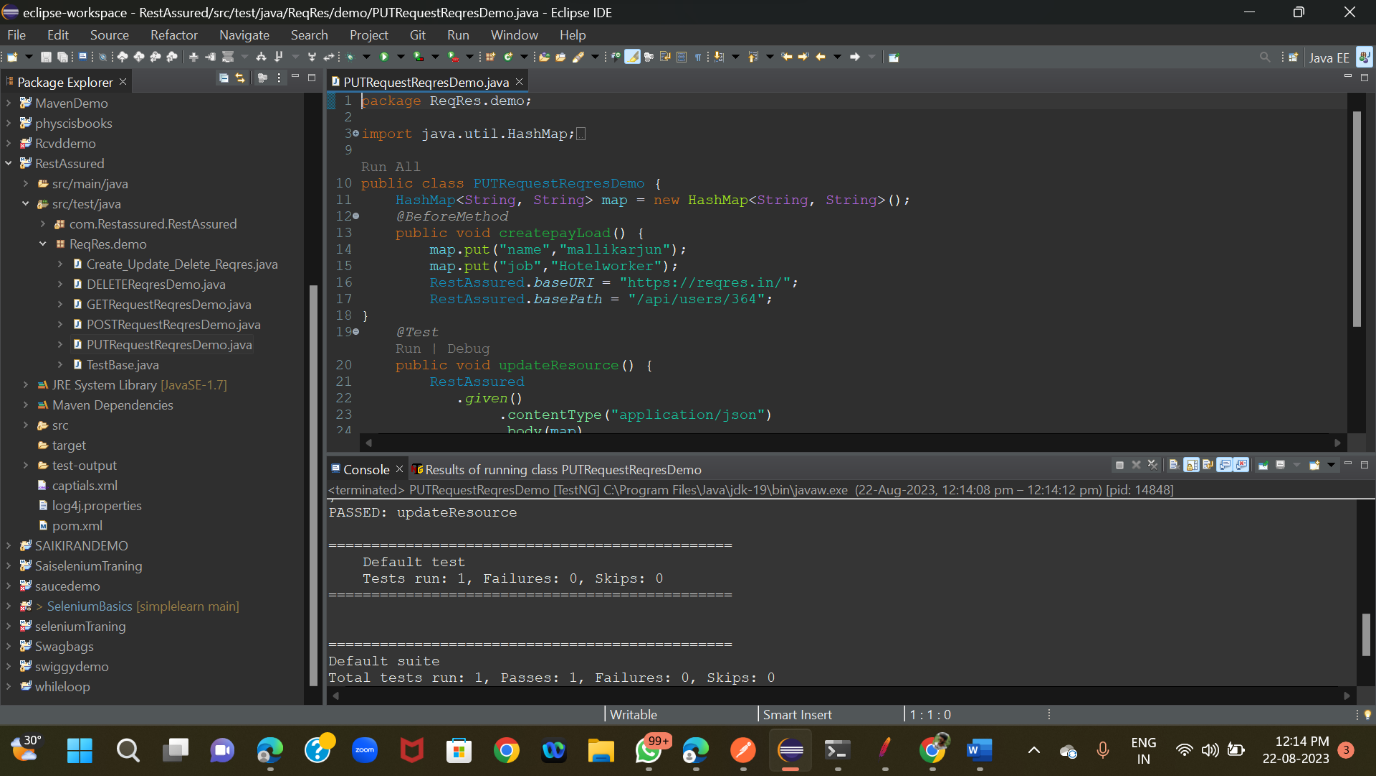 eclipse-workspace - RestAssured/src/test/java/ReqRes/demo/PUTRequestReqresDemo.java - Eclipse IDE
File Edit Source Refactor Navigate Search Project Git Run Window Help
Java EE
Package Explorer
MavenDemo
physcisbooks
Rcvddemo
RestAssured
src/main/java
src/test/java
com.Restassured.RestAssured
ReqRes.demo
Create_Update_Delete_Reqres.java
DELETEReqresDemo.java
GETRequestReqresDemo.java
POSTRequestReqresDemo.java
PUTRequestReqresDemo.java
TestBase.java
JRE System Library [JavaSE-1.7]
Maven Dependencies
src
target
test-output
captials.xml
log4j.properties
pom.xml
SAIKIRANDEMO
SaiseleniumTraning
saucedemo
> SeleniumBasics [simplelearn main]
seleniumTraning
Swagbags
swiggydemo
whileloop
PUTRequestReqresDemo.java
1 package ReqRes.demo;
2
3 import java.util.HashMap;
9
Run All
10 public class PUTRequestReqresDemo {
11 HashMap<String, String> map = new HashMap<String, String>();
12 @BeforeMethod
13 public void createpayLoad() {
14 map.put("name","mallikarjun");
15 map.put("job","Hotelworker");
16 RestAssured.baseURI = "https://reqres.in/";
17 RestAssured.basePath = "/api/users/364";
18 }
19 @Test
Run | Debug
20 public void updateResource() {
21 RestAssured
22 .given()
23 .contentType("application/json")
24 .body(map)
Console Results of running class PUTRequestReqresDemo
<terminated> PUTRequestReqresDemo [TestNG] C:\Program Files\Java\jdk-19\bin\javaw.exe (22-Aug-2023, 12:14:08 pm – 12:14:12 pm) [pid: 14848]
PASSED: updateResource
===============================================
Default test
Tests run: 1, Failures: 0, Skips: 0
===============================================
===============================================
Default suite
Total tests run: 1, Passes: 1, Failures: 0, Skips: 0
Writable Smart Insert 1 : 1 : 0
30°
zoom
99+
ENG
IN
12:14 PM
22-08-2023
3